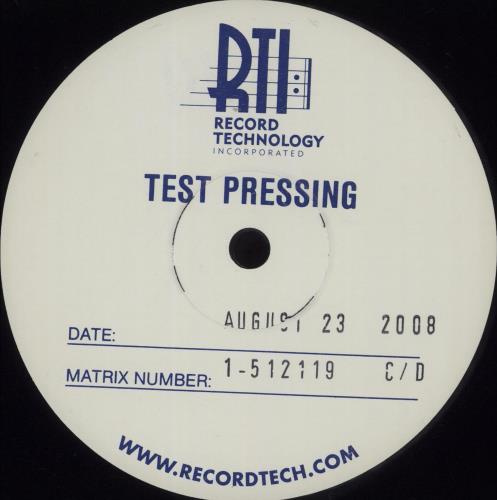 RTI
RECORD
TECHNOLOGY
INCORPORATED
TEST PRESSING
DATE: AUGUST 23 2008
MATRIX NUMBER: 1-512119 C/D
WWW.RECORDTECH.COM